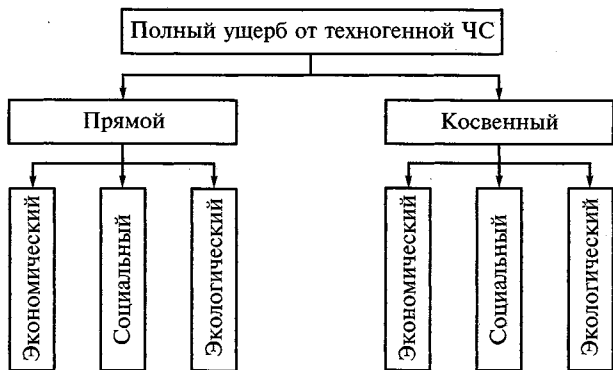 Полный ущерб от техногенной ЧС
Прямой
Косвенный
Экономический
Социальный
Экологический
Экономический
Социальный
Экологический